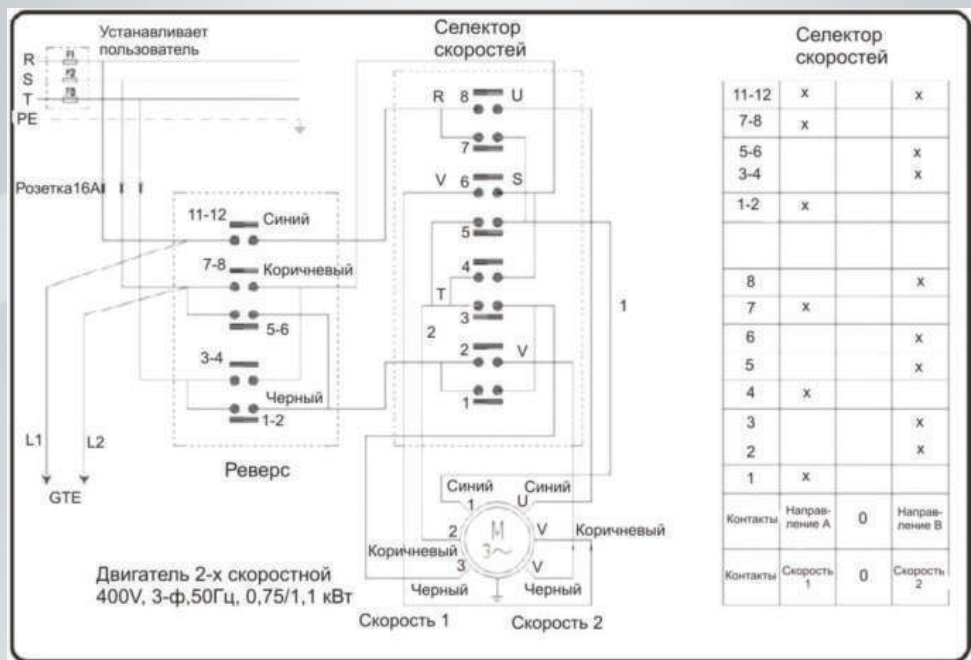 Устанавливает
пользователь
R
S
T
PE
F1
F2
F3
Розетка16А
11-12
Синий
7-8
Коричневый
5-6
3-4
Черный
1-2
Реверс
L1
L2
GTE
Селектор
скоростей
R 8 U
7
V 6 S
5
4
T
3
2
2 V
1
1
Синий
Синий
1
U
2
M
3~
V
Коричневый
Коричневый
3
V
Черный
Черный
Скорость 1
Скорость 2
Двигатель 2-х скоростной
400V, 3-ф,50Гц, 0,75/1,1 кВт
Селектор
скоростей
11-12 x x
7-8 x
5-6 x
3-4 x
1-2 x
8 x
7 x
6 x
5 x
4 x
3 x
2 x
1 x
Контакты Направ-ление А 0 Направ-ление В
Контакты Скорость 1 0 Скорость 2